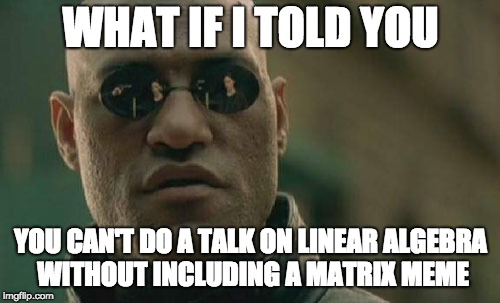 WHAT IF I TOLD YOU
YOU CAN'T DO A TALK ON LINEAR ALGEBRA
WITHOUT INCLUDING A MATRIX MEME
imgflip.com